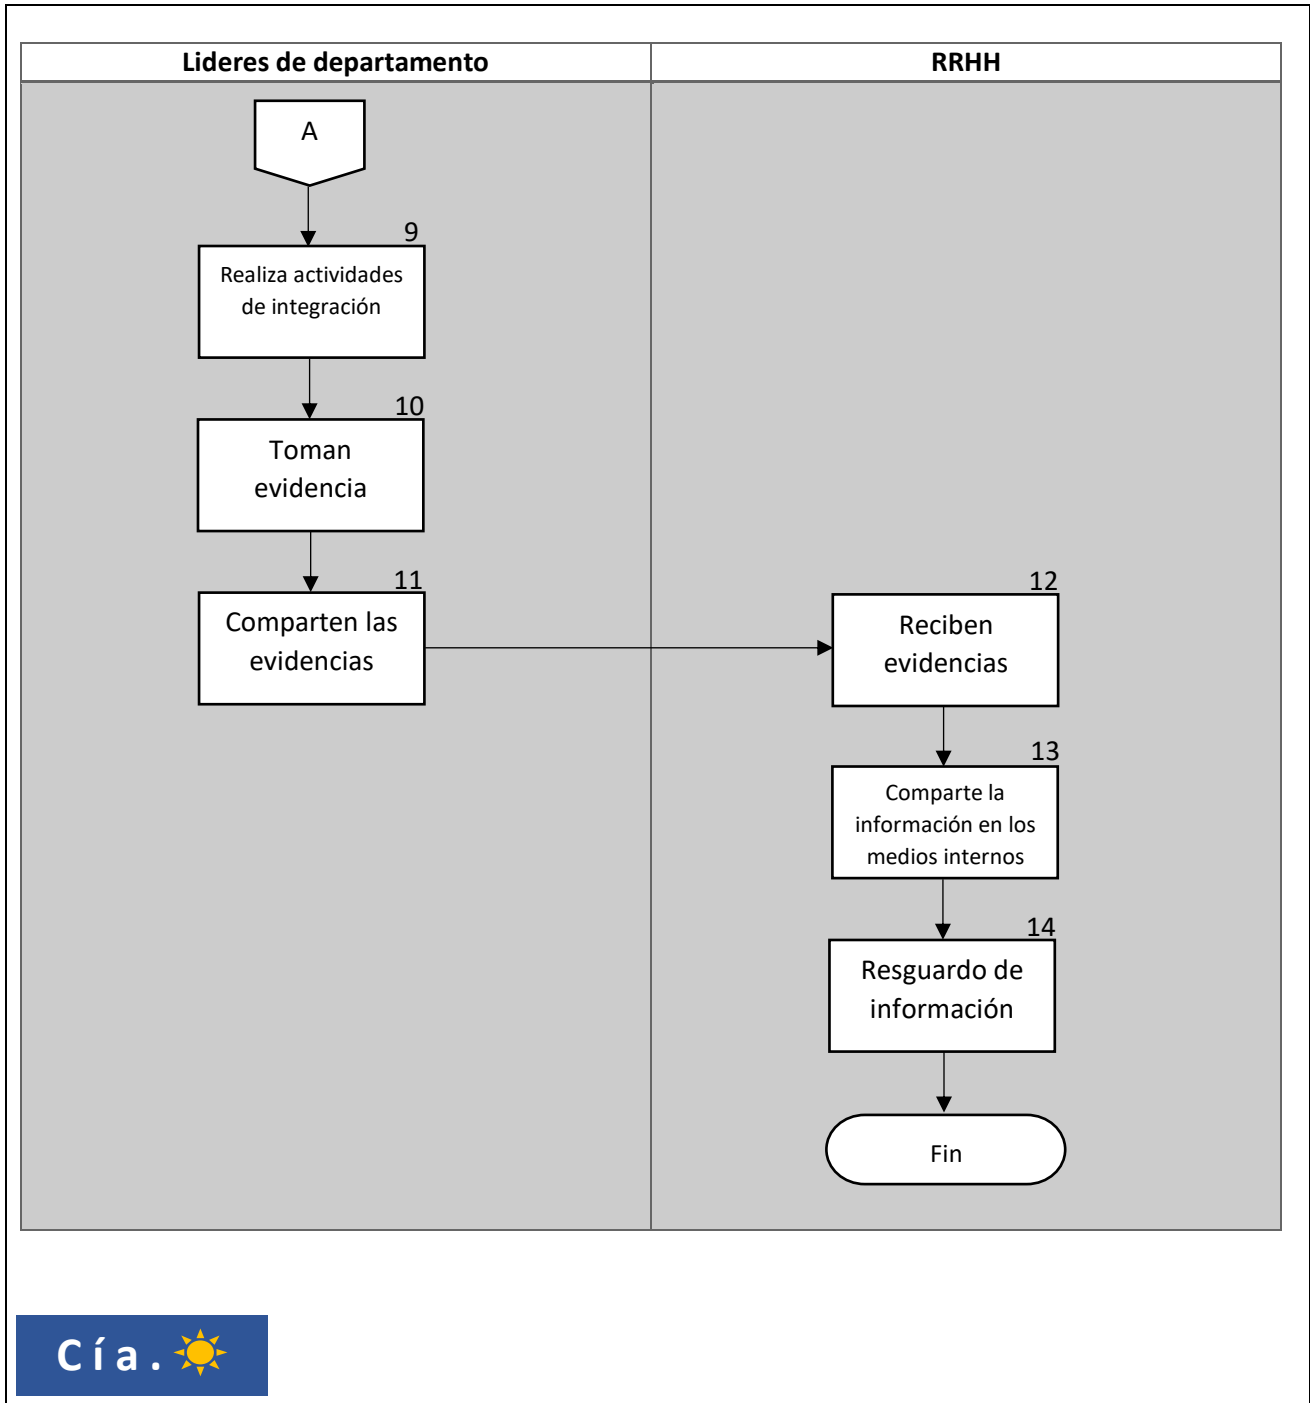 Lideres de departamento
RRHH
A
9
Realiza actividades
de integración
10
Toman
evidencia
11
Comparten las
evidencias
12
Reciben
evidencias
13
Comparte la
información en los
medios internos
14
Resguardo de
información
Fin
Cía.